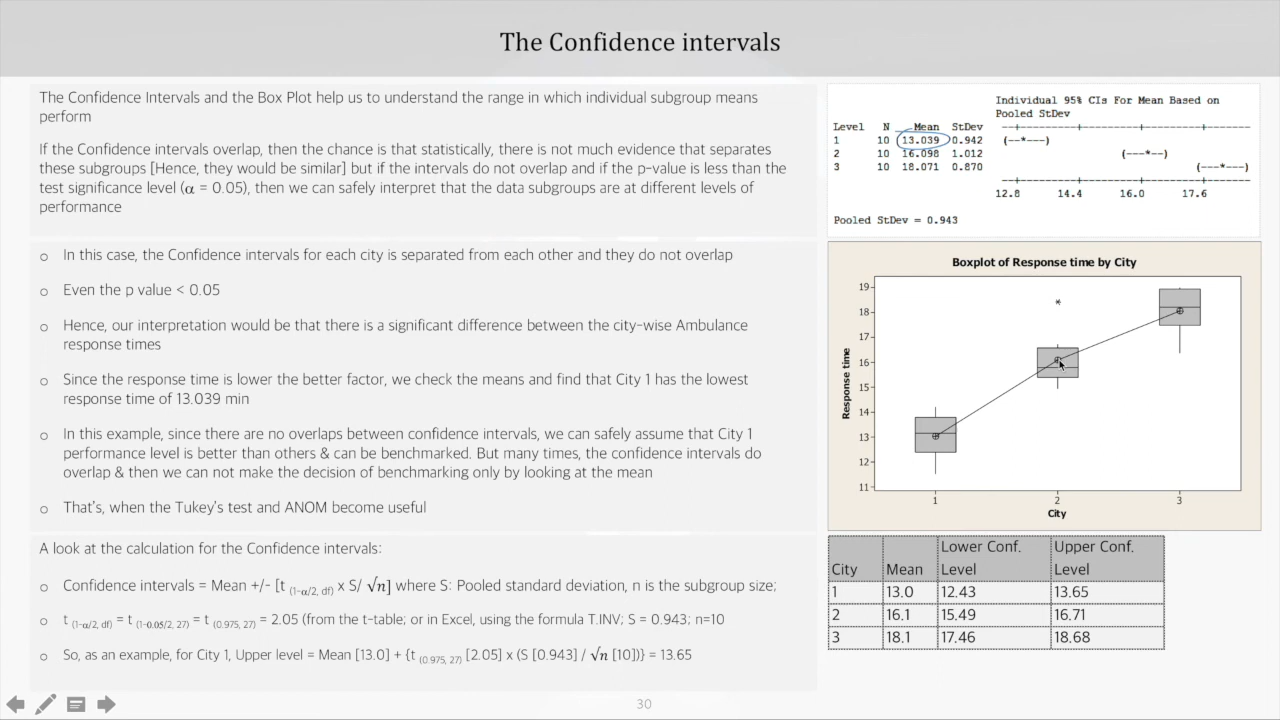 The Confidence intervals
The Confidence Intervals and the Box Plot help us to understand the range in which individual subgroup means
perform
If the Confidence intervals overlap, then the inference is that statistically, there is not much evidence that separates
these subgroups [Hence, they would be similar] but if the intervals do not overlap and if the p-value is less than the
test significance level (α = 0.05), then we can safely interpret that the data subgroups are at different levels of
performance
o In this case, the Confidence intervals for each city is separated from each other and they do not overlap
o Even the p value < 0.05
o Hence, our interpretation would be that there is a significant difference between the city-wise Ambulance
response times
o Since the response time is lower the better factor, we check the means and find that City 1 has the lowest
response time of 13.039 min
o In this example, since there are no overlaps between confidence intervals, we can safely assume that City 1
performance level is better than others & can be benchmarked. But many times, the confidence intervals do
overlap & then we can not make the decision of benchmarking only by looking at the mean
o That's, when the Tukey's test and ANOM become useful
A look at the calculation for the Confidence intervals:
o Confidence intervals = Mean +/- [t (1-α/2, df) x S/ √n] where S: Pooled standard deviation, n is the subgroup size;
o t (1-α/2, df) = t (1-0.05/2, 27) = t (0.975, 27) = 2.05 (from the t-table; or in Excel, using the formula T.INV; S = 0.943; n=10
o So, as an example, for City 1, Upper level = Mean [13.0] + {t (0.975, 27) [2.05] x (S [0.943] / √n [10])} = 13.65
Individual 95% CIs For Mean Based on
Pooled StDev
Level N Mean StDev --+---------+---------+---------+-------
1 10 13.039 0.942 (--*---)
2 10 16.098 1.012 (---*--)
3 10 18.071 0.870 (---*---)
--+---------+---------+---------+-------
12.8 14.4 16.0 17.6
Pooled StDev = 0.943
Boxplot of Response time by City
19
18
17
16
15
14
13
12
11
Response time
*
1 2 3
City
City Mean Lower Conf. Level Upper Conf. Level
1 13.0 12.43 13.65
2 16.1 15.49 16.71
3 18.1 17.46 18.68
30